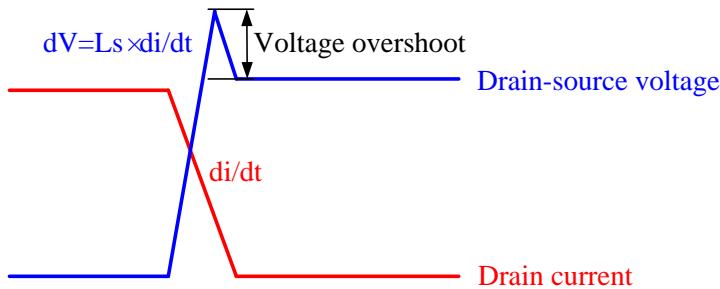 dV=Ls×di/dt
Voltage overshoot
Drain-source voltage
di/dt
Drain current